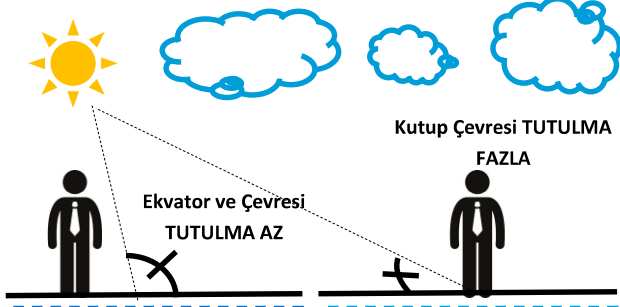 Kutup Çevresi TUTULMA
FAZLA
Ekvator ve Çevresi
TUTULMA AZ